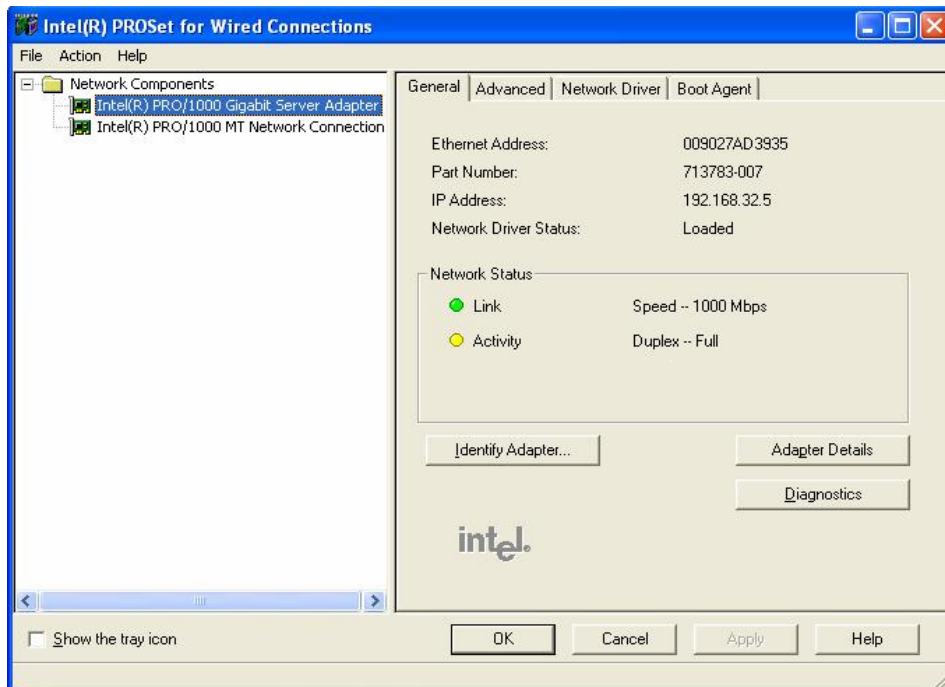 Intel(R) PROSet for Wired Connections
File Action Help
Network Components
Intel(R) PRO/1000 Gigabit Server Adapter
Intel(R) PRO/1000 MT Network Connection
General Advanced Network Driver Boot Agent
Ethernet Address: 009027AD3935
Part Number: 713783-007
IP Address: 192.168.32.5
Network Driver Status: Loaded
Network Status
Link Speed -- 1000 Mbps
Activity Duplex -- Full
Identify Adapter... Adapter Details
Diagnostics
intel®
Show the tray icon OK Cancel Apply Help